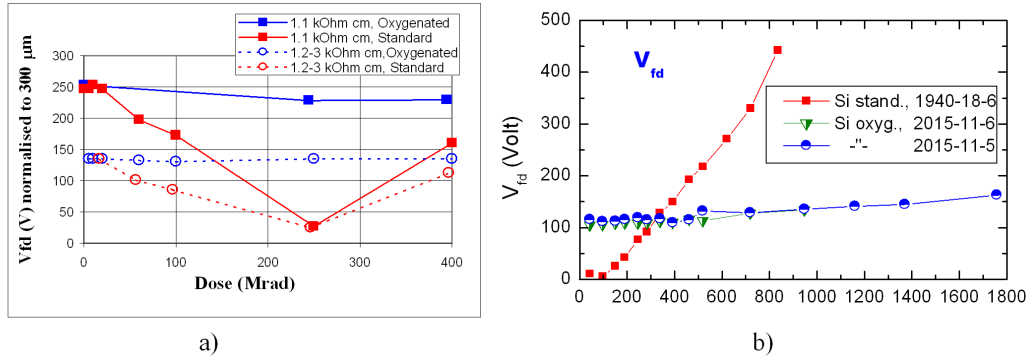 1.1 kOhm cm, Oxygenated
1.1 kOhm cm, Standard
1.2-3 kOhm cm,Oxygenated
1.2-3 kOhm cm, Standard
Vfd (V) normalised to 300 μm
300
250
200
150
100
50
0
0
100
200
300
400
Dose (Mrad)
a)
V fd
Si stand., 1940-18-6
Si oxyg., 2015-11-6
-"- 2015-11-5
V fd (Volt)
500
400
300
200
100
0
0 200 400 600 800 1000 1200 1400 1600 1800
b)